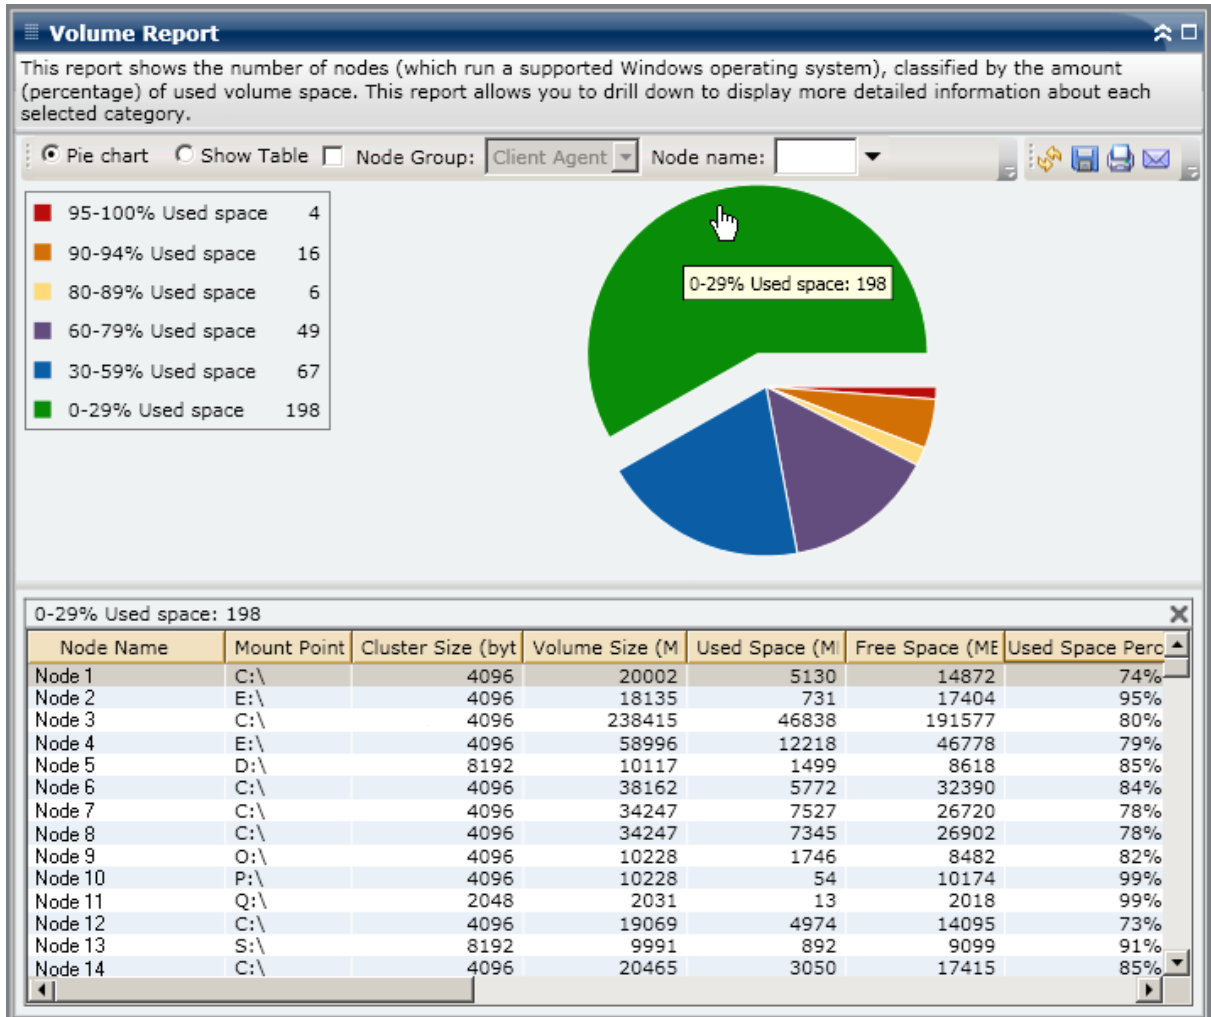 Volume Report
This report shows the number of nodes (which run a supported Windows operating system), classified by the amount
(percentage) of used volume space. This report allows you to drill down to display more detailed information about each
selected category.
Pie chart Show Table Node Group: Client Agent Node name:
95-100% Used space 4
90-94% Used space 16
80-89% Used space 6
60-79% Used space 49
30-59% Used space 67
0-29% Used space 198
0-29% Used space: 198
0-29% Used space: 198
Node Name Mount Point Cluster Size (byt Volume Size (M Used Space (M Free Space (ME Used Space Perc
Node 1 C:\ 4096 20002 5130 14872 74%
Node 2 E:\ 4096 18135 731 17404 95%
Node 3 C:\ 4096 238415 46838 191577 80%
Node 4 E:\ 4096 58996 12218 46778 79%
Node 5 D:\ 8192 10117 1499 8618 85%
Node 6 C:\ 4096 38162 5772 32390 84%
Node 7 C:\ 4096 34247 7527 26720 78%
Node 8 C:\ 4096 34247 7345 26902 78%
Node 9 O:\ 4096 10228 1746 8482 82%
Node 10 P:\ 4096 10228 54 10174 99%
Node 11 Q:\ 2048 2031 13 2018 99%
Node 12 C:\ 4096 19069 4974 14095 73%
Node 13 S:\ 8192 9991 892 9099 91%
Node 14 C:\ 4096 20465 3050 17415 85%